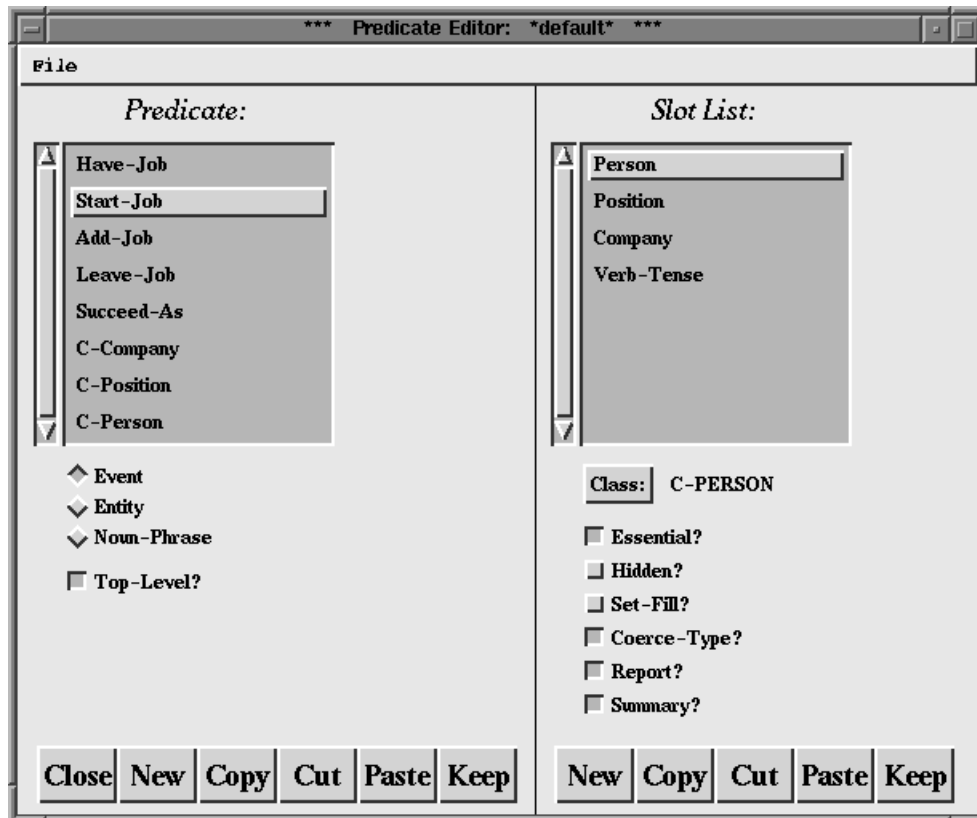 *** Predicate Editor: *default* ***
File
Predicate:
Have-Job
Start-Job
Add-Job
Leave-Job
Succeed-As
C-Company
C-Position
C-Person
Event
Entity
Noun-Phrase
Top-Level?
Close New Copy Cut Paste Keep
Slot List:
Person
Position
Company
Verb-Tense
Class: C-PERSON
Essential?
Hidden?
Set-Fill?
Coerce-Type?
Report?
Summary?
New Copy Cut Paste Keep